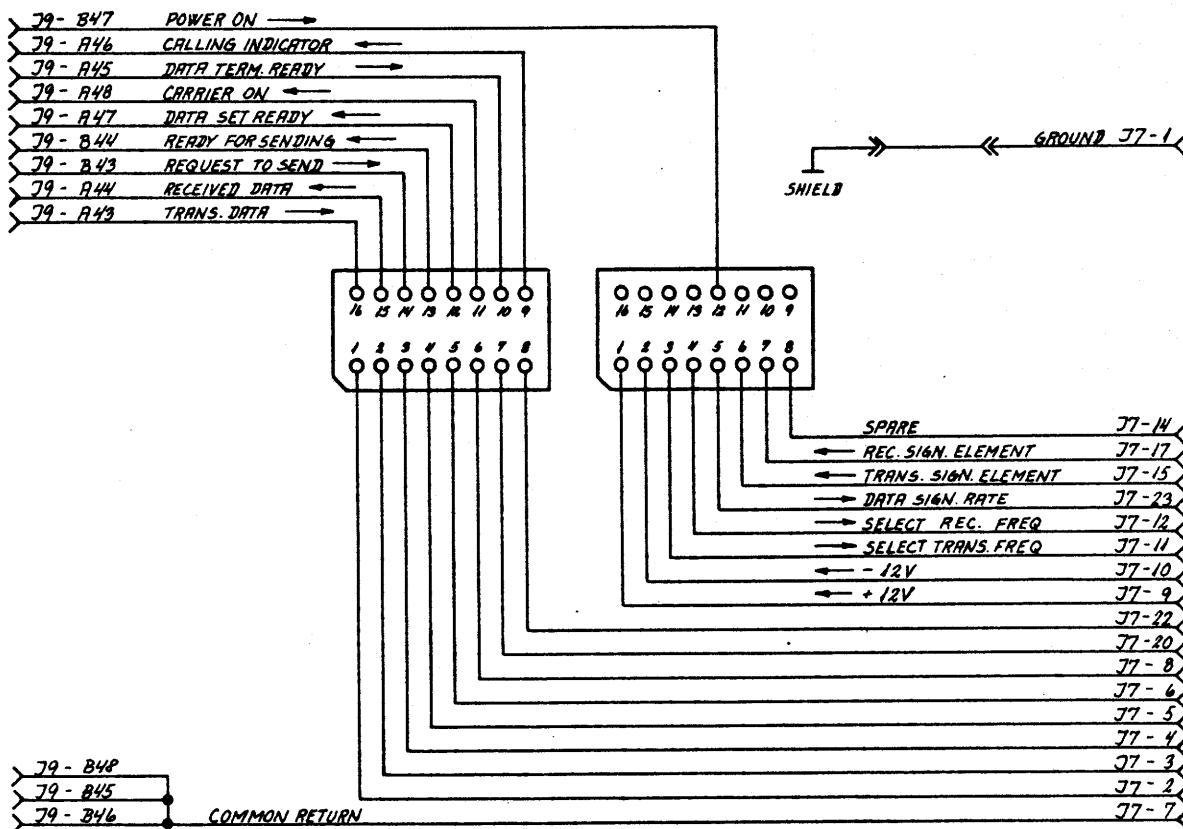 J9 - B47 POWER ON
J9 - A46 CALLING INDICATOR
J9 - A45 DATA TERM. READY
J9 - A48 CARRIER ON
J9 - A47 DATA SET READY
J9 - B44 READY FOR SENDING
J9 - B43 REQUEST TO SEND
J9 - A44 RECEIVED DATA
J9 - A43 TRANS. DATA
GROUND J7-1
SHIELD
16 15 14 13 12 11 10 9
1 2 3 4 5 6 7 8
16 15 14 13 12 11 10 9
1 2 3 4 5 6 7 8
SPARE J7-14
REC. SIGN. ELEMENT J7-17
TRANS. SIGN. ELEMENT J7-15
DATA SIGN. RATE J7-23
SELECT REC. FREQ J7-12
SELECT TRANS. FREQ J7-11
- 12V J7-10
+ 12V J7-9
J7-22
J7-20
J7-8
J7-6
J7-5
J7-4
J7-3
J7-2
J9 - B48
J9 - B45
J9 - B46 COMMON RETURN J7-7